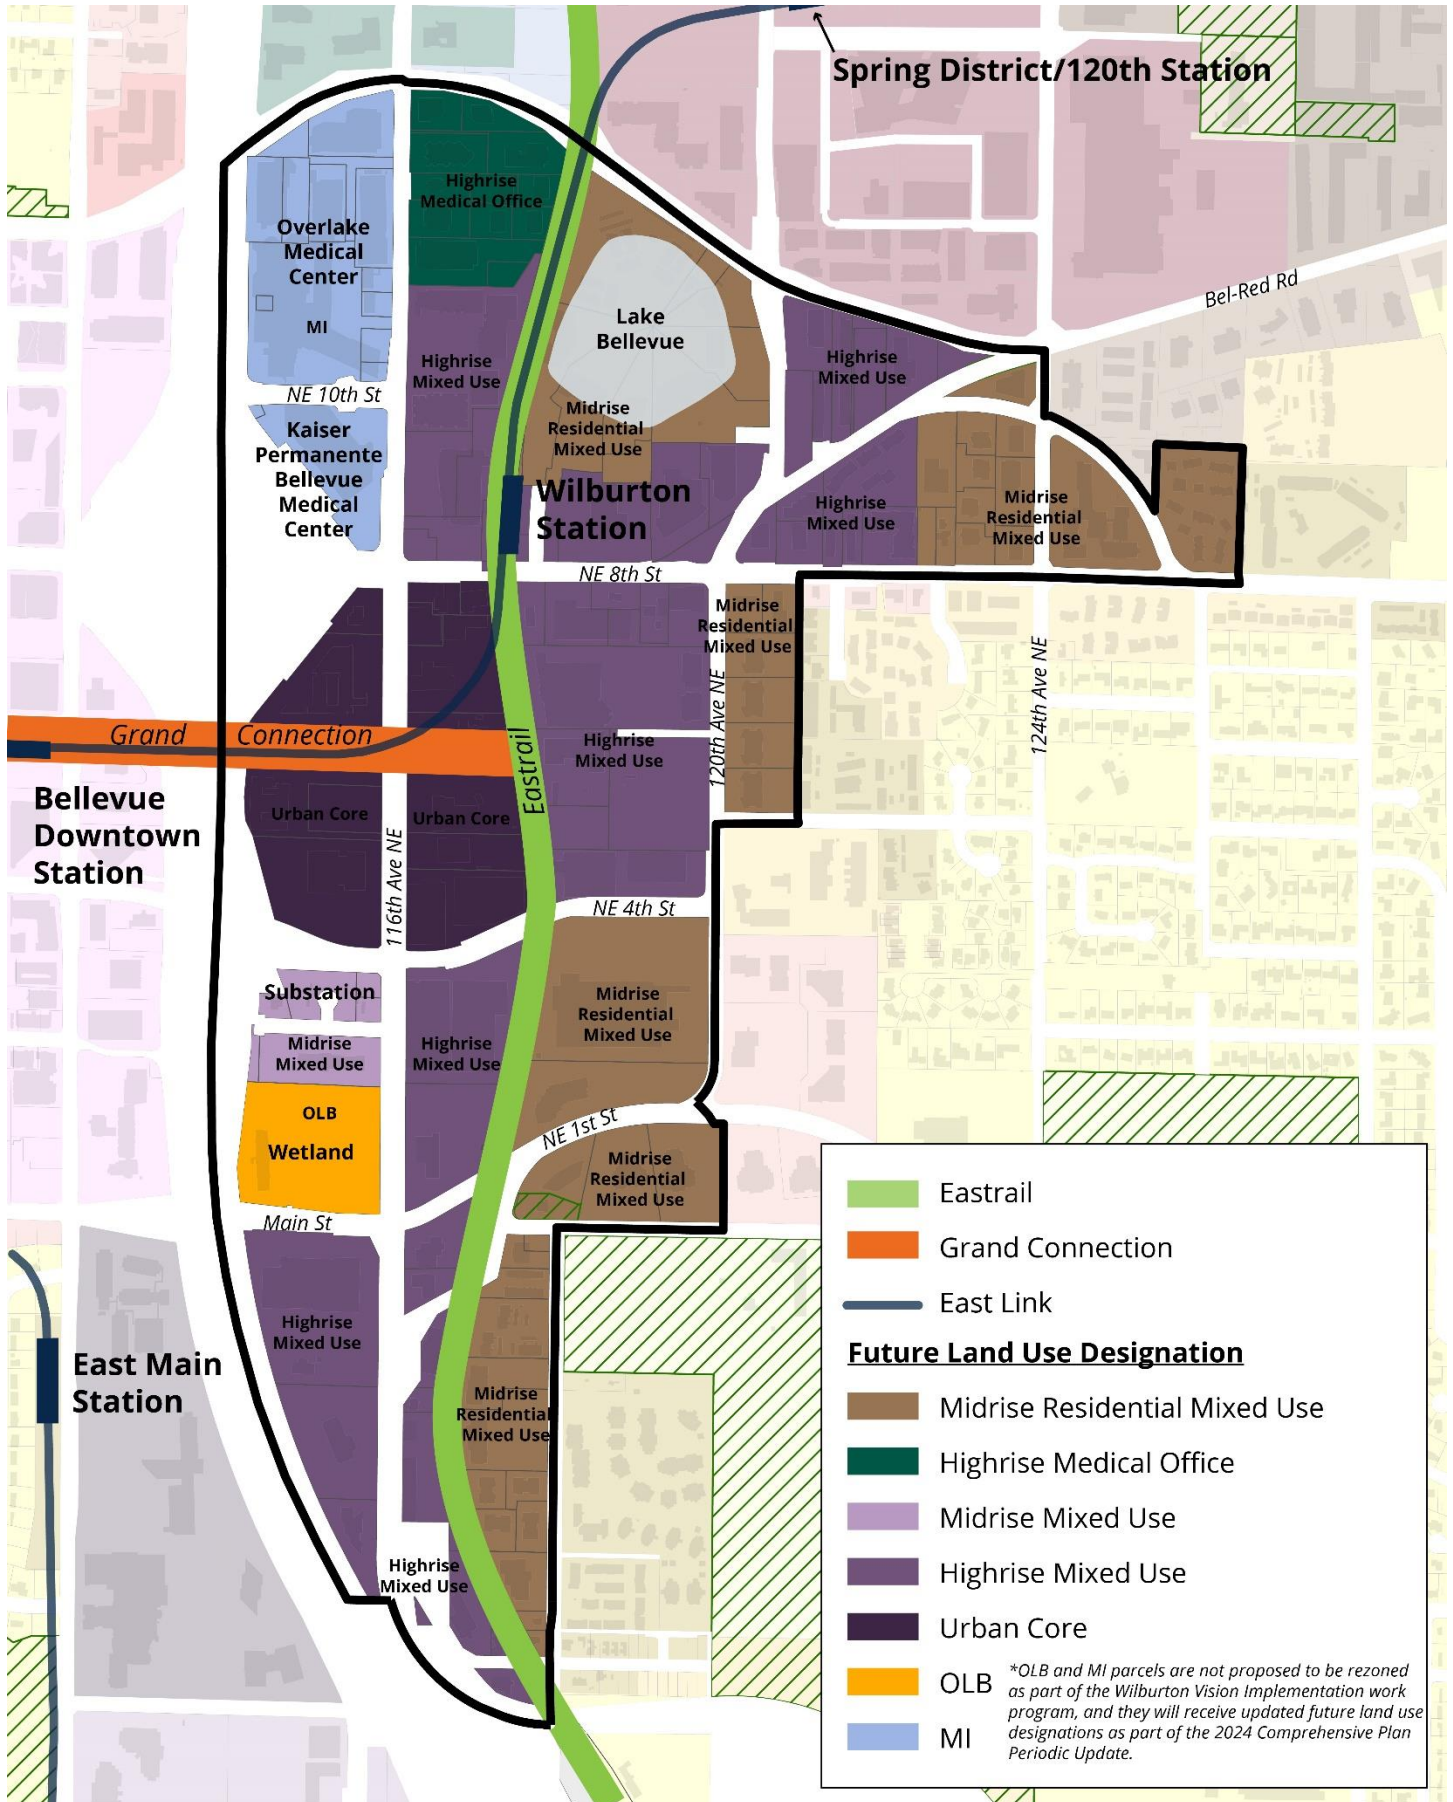 Spring District/120th Station
Highrise
Medical Office
Overlake
Medical
Center
MI
Bel-Red Rd
Lake
Bellevue
Highrise
Mixed Use
Highrise
Mixed Use
NE 10th St
Midrise
Residential
Mixed Use
Kaiser
Permanente
Bellevue
Medical
Center
Wilburton
Station
Highrise
Mixed Use
Midrise
Residential
Mixed Use
NE 8th St
Midrise
Residential
Mixed Use
120th Ave NE
124th Ave NE
Grand Connection
Highrise
Mixed Use
Eastrail
Bellevue
Downtown
Station
Urban Core
Urban Core
116th Ave NE
NE 4th St
Substation
Midrise
Residential
Mixed Use
Midrise
Mixed Use
Highrise
Mixed Use
OLB
Wetland
NE 1st St
Midrise
Residential
Mixed Use
Main St
Highrise
Mixed Use
East Main
Station
Midrise
Residential
Mixed Use
Highrise
Mixed Use
Eastrail
Grand Connection
East Link
Future Land Use Designation
Midrise Residential Mixed Use
Highrise Medical Office
Midrise Mixed Use
Highrise Mixed Use
Urban Core
OLB
MI
*OLB and MI parcels are not proposed to be rezoned
as part of the Wilburton Vision Implementation work
program, and they will receive updated future land use
designations as part of the 2024 Comprehensive Plan
Periodic Update.